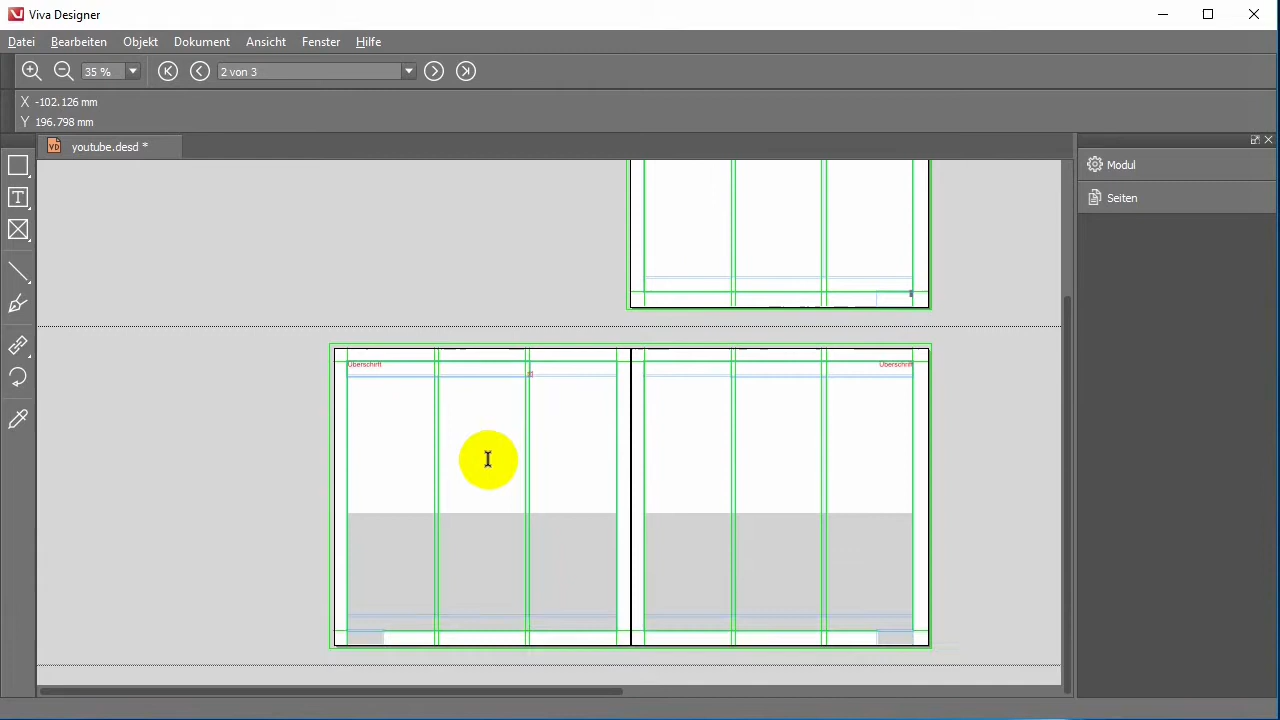 Viva Designer
Datei Bearbeiten Objekt Dokument Ansicht Fenster Hilfe
35 % 2 von 3
X -102.126 mm
Y 196.798 mm
VD youtube.desd *
Modul
Seiten
Überschrift Überschrift